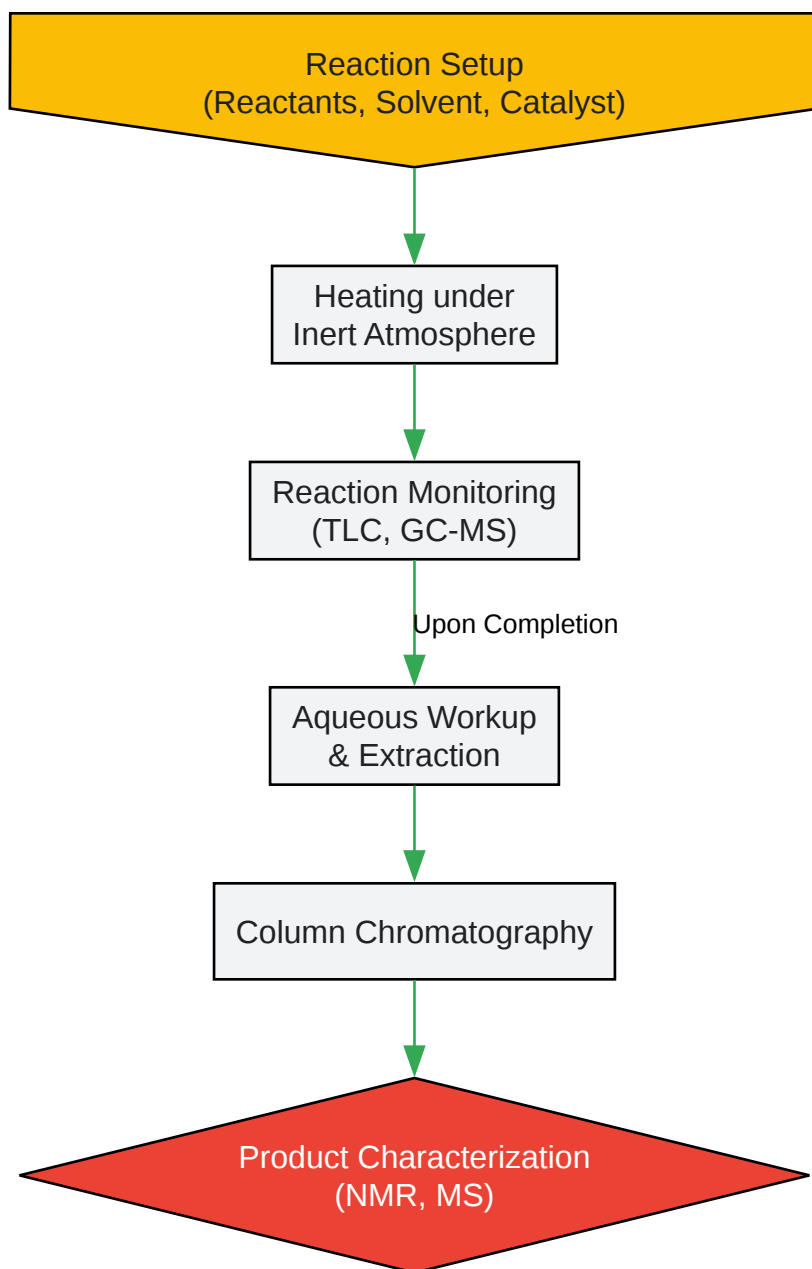 Reaction Setup
(Reactants, Solvent, Catalyst)
Heating under
Inert Atmosphere
Reaction Monitoring
(TLC, GC-MS)
Upon Completion
Aqueous Workup
& Extraction
Column Chromatography
Product Characterization
(NMR, MS)